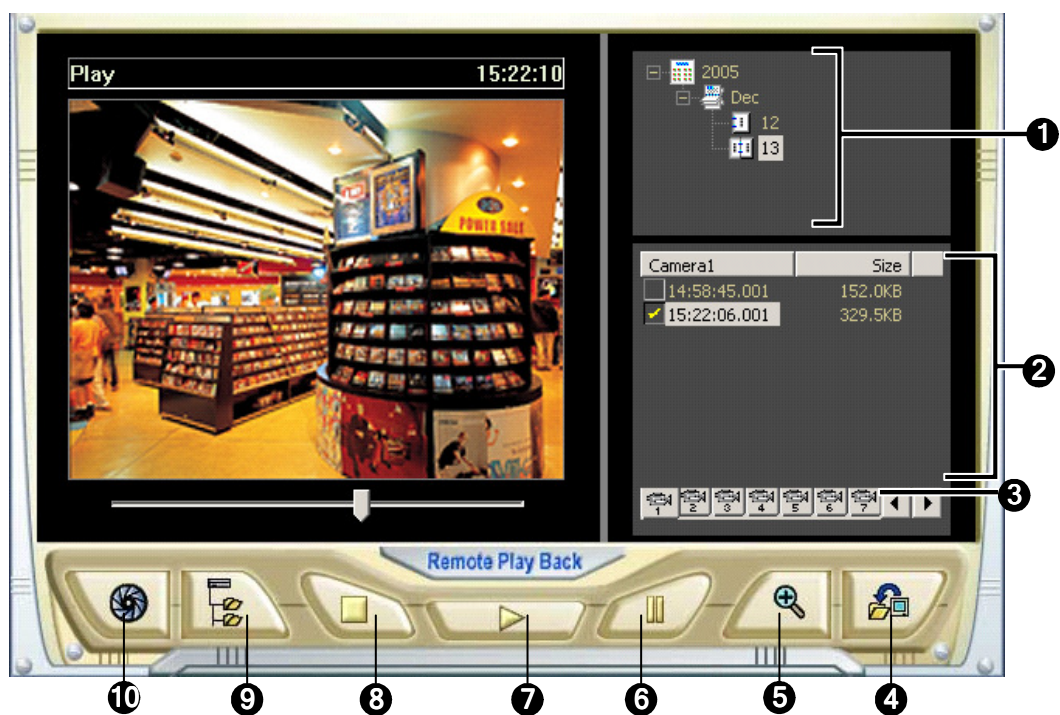 Play 15:22:10
POWER SALE
2005
Dec
12
13
Camera1 Size
14:58:45.001 152.0KB
15:22:06.001 329.5KB
1 2 3 4 5 6 7
Remote Play Back
1
2
3
10 9 8 7 6 5 4